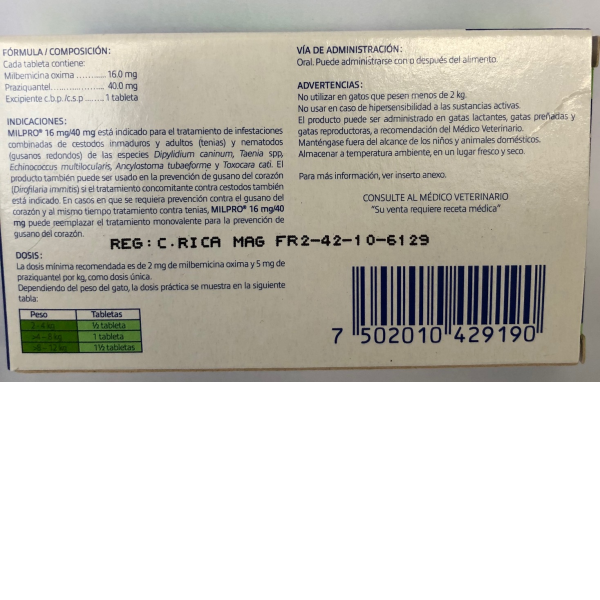 FÓRMULA / COMPOSICIÓN:
Cada tableta contiene:
Milbemicina oxima ........... 16.0 mg
Praziquantel.................... 40.0 mg
Excipiente c.b.p. /c.s.p ....... 1 tableta
INDICACIONES:
MILPRO® 16 mg/40 mg está indicado para el tratamiento de infestaciones
combinadas de cestodos inmaduros y adultos (tenias) y nematodos
(gusanos redondos) de las especies Dipylidium caninum, Taenia spp,
Echinococcus multilocularis, Ancylostoma tubaeforme y Toxocara cati. El
producto también puede ser usado en la prevención de gusano del corazón
(Dirofilaria immitis) si el tratamiento concomitante contra cestodos también
está indicado. En casos en que se requiera prevención contra el gusano del
corazón y al mismo tiempo tratamiento contra tenias, MILPRO® 16 mg/40
mg puede reemplazar el tratamiento monovalente para la prevención de
gusano del corazón.
REG: C.RICA MAG FR2-42-10-6129
DOSIS:
La dosis mínima recomendada es de 2 mg de milbemicina oxima y 5 mg de
praziquantel por kg, como dosis única.
Dependiendo del peso del gato, la dosis práctica se muestra en la siguiente
tabla:
Peso Tabletas
2-4 kg ½ tableta
>4 - 8 kg 1 tableta
>8 - 12 kg 1½ tabletas
VÍA DE ADMINISTRACIÓN:
Oral. Puede administrarse con o después del alimento.
ADVERTENCIAS:
No utilizar en gatos que pesen menos de 2 kg.
No usar en caso de hipersensibilidad a las sustancias activas.
El producto puede ser administrado en gatas lactantes, gatas preñadas y
gatas reproductoras, a recomendación del Médico Veterinario.
Manténgase fuera del alcance de los niños y animales domésticos.
Almacenar a temperatura ambiente, en un lugar fresco y seco.
Para más información, ver inserto anexo.
CONSULTE AL MÉDICO VETERINARIO
"Su venta requiere receta médica"
7 502010 429190